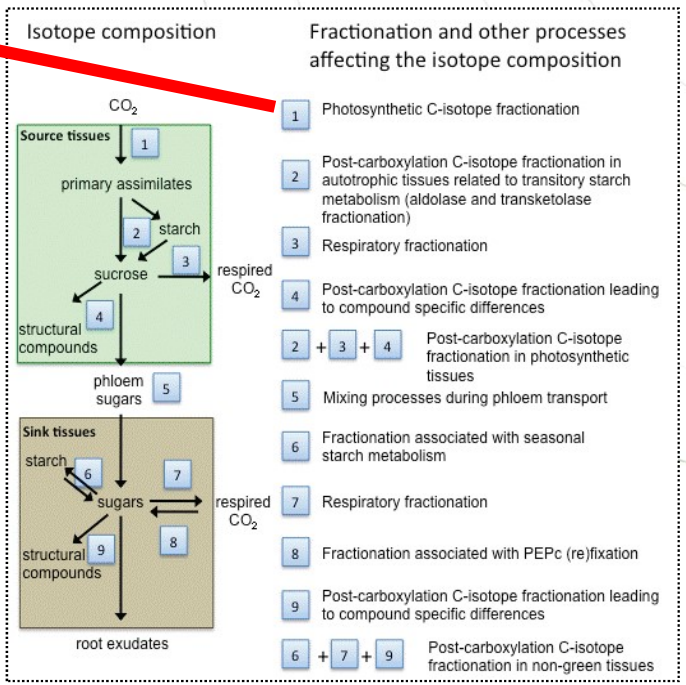 Isotope composition
Fractionation and other processes
affecting the isotope composition
CO2
Source tissues
1
primary assimilates
2
starch
3
sucrose
respired
CO2
4
structural
compounds
phloem
sugars
5
Sink tissues
starch
6
7
sugars
respired
CO2
8
structural
compounds
9
root exudates
1 Photosynthetic C-isotope fractionation
2 Post-carboxylation C-isotope fractionation in
autotrophic tissues related to transitory starch
metabolism (aldolase and transketolase
fractionation)
3 Respiratory fractionation
4 Post-carboxylation C-isotope fractionation leading
to compound specific differences
2 + 3 + 4 Post-carboxylation C-isotope
fractionation in photosynthetic
tissues
5 Mixing processes during phloem transport
6 Fractionation associated with seasonal
starch metabolism
7 Respiratory fractionation
8 Fractionation associated with PEPc (re)fixation
9 Post-carboxylation C-isotope fractionation leading
to compound specific differences
6 + 7 + 9 Post-carboxylation C-isotope
fractionation in non-green tissues